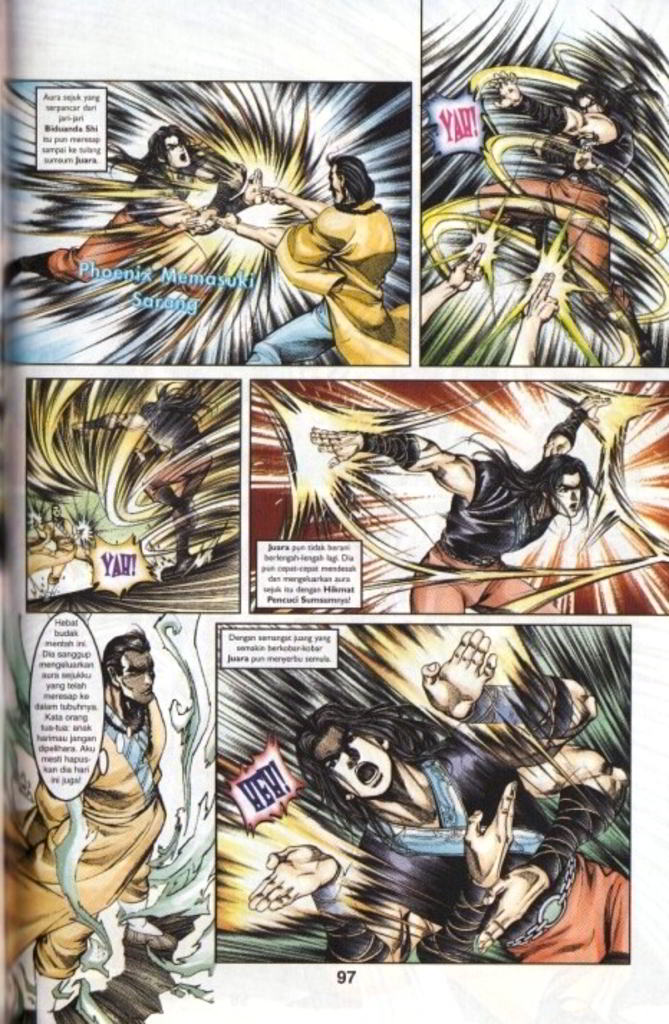 Aura sejuk yang
terpancar dari
jari-jari
Biduanda Shi
itu pun meresap
sampai ke tulang
sumsum Juara.
Phoenix Memasuki
Sarang
YAH!
YAH!
Juara pun tidak berani
berlengah-lengah lagi. Dia
pun cepat-cepat mendesak
dan mengeluarkan aura
sejuk itu dengan Hikmat
Pencuci Sumsumnya!
Hebat
budak
mentah ini.
Dia sanggup
mengeluarkan
aura sejukku
yang telah
meresap ke
dalam tubuhnya.
Kata orang
tua-tua: anak
harimau jangan
dipelihara. Aku
mesti hapus-
kan dia hari
ini juga!
Dengan semangat juang yang
semakin berkobar-kobar
Juara pun menyerbu semula.
HEH!
97